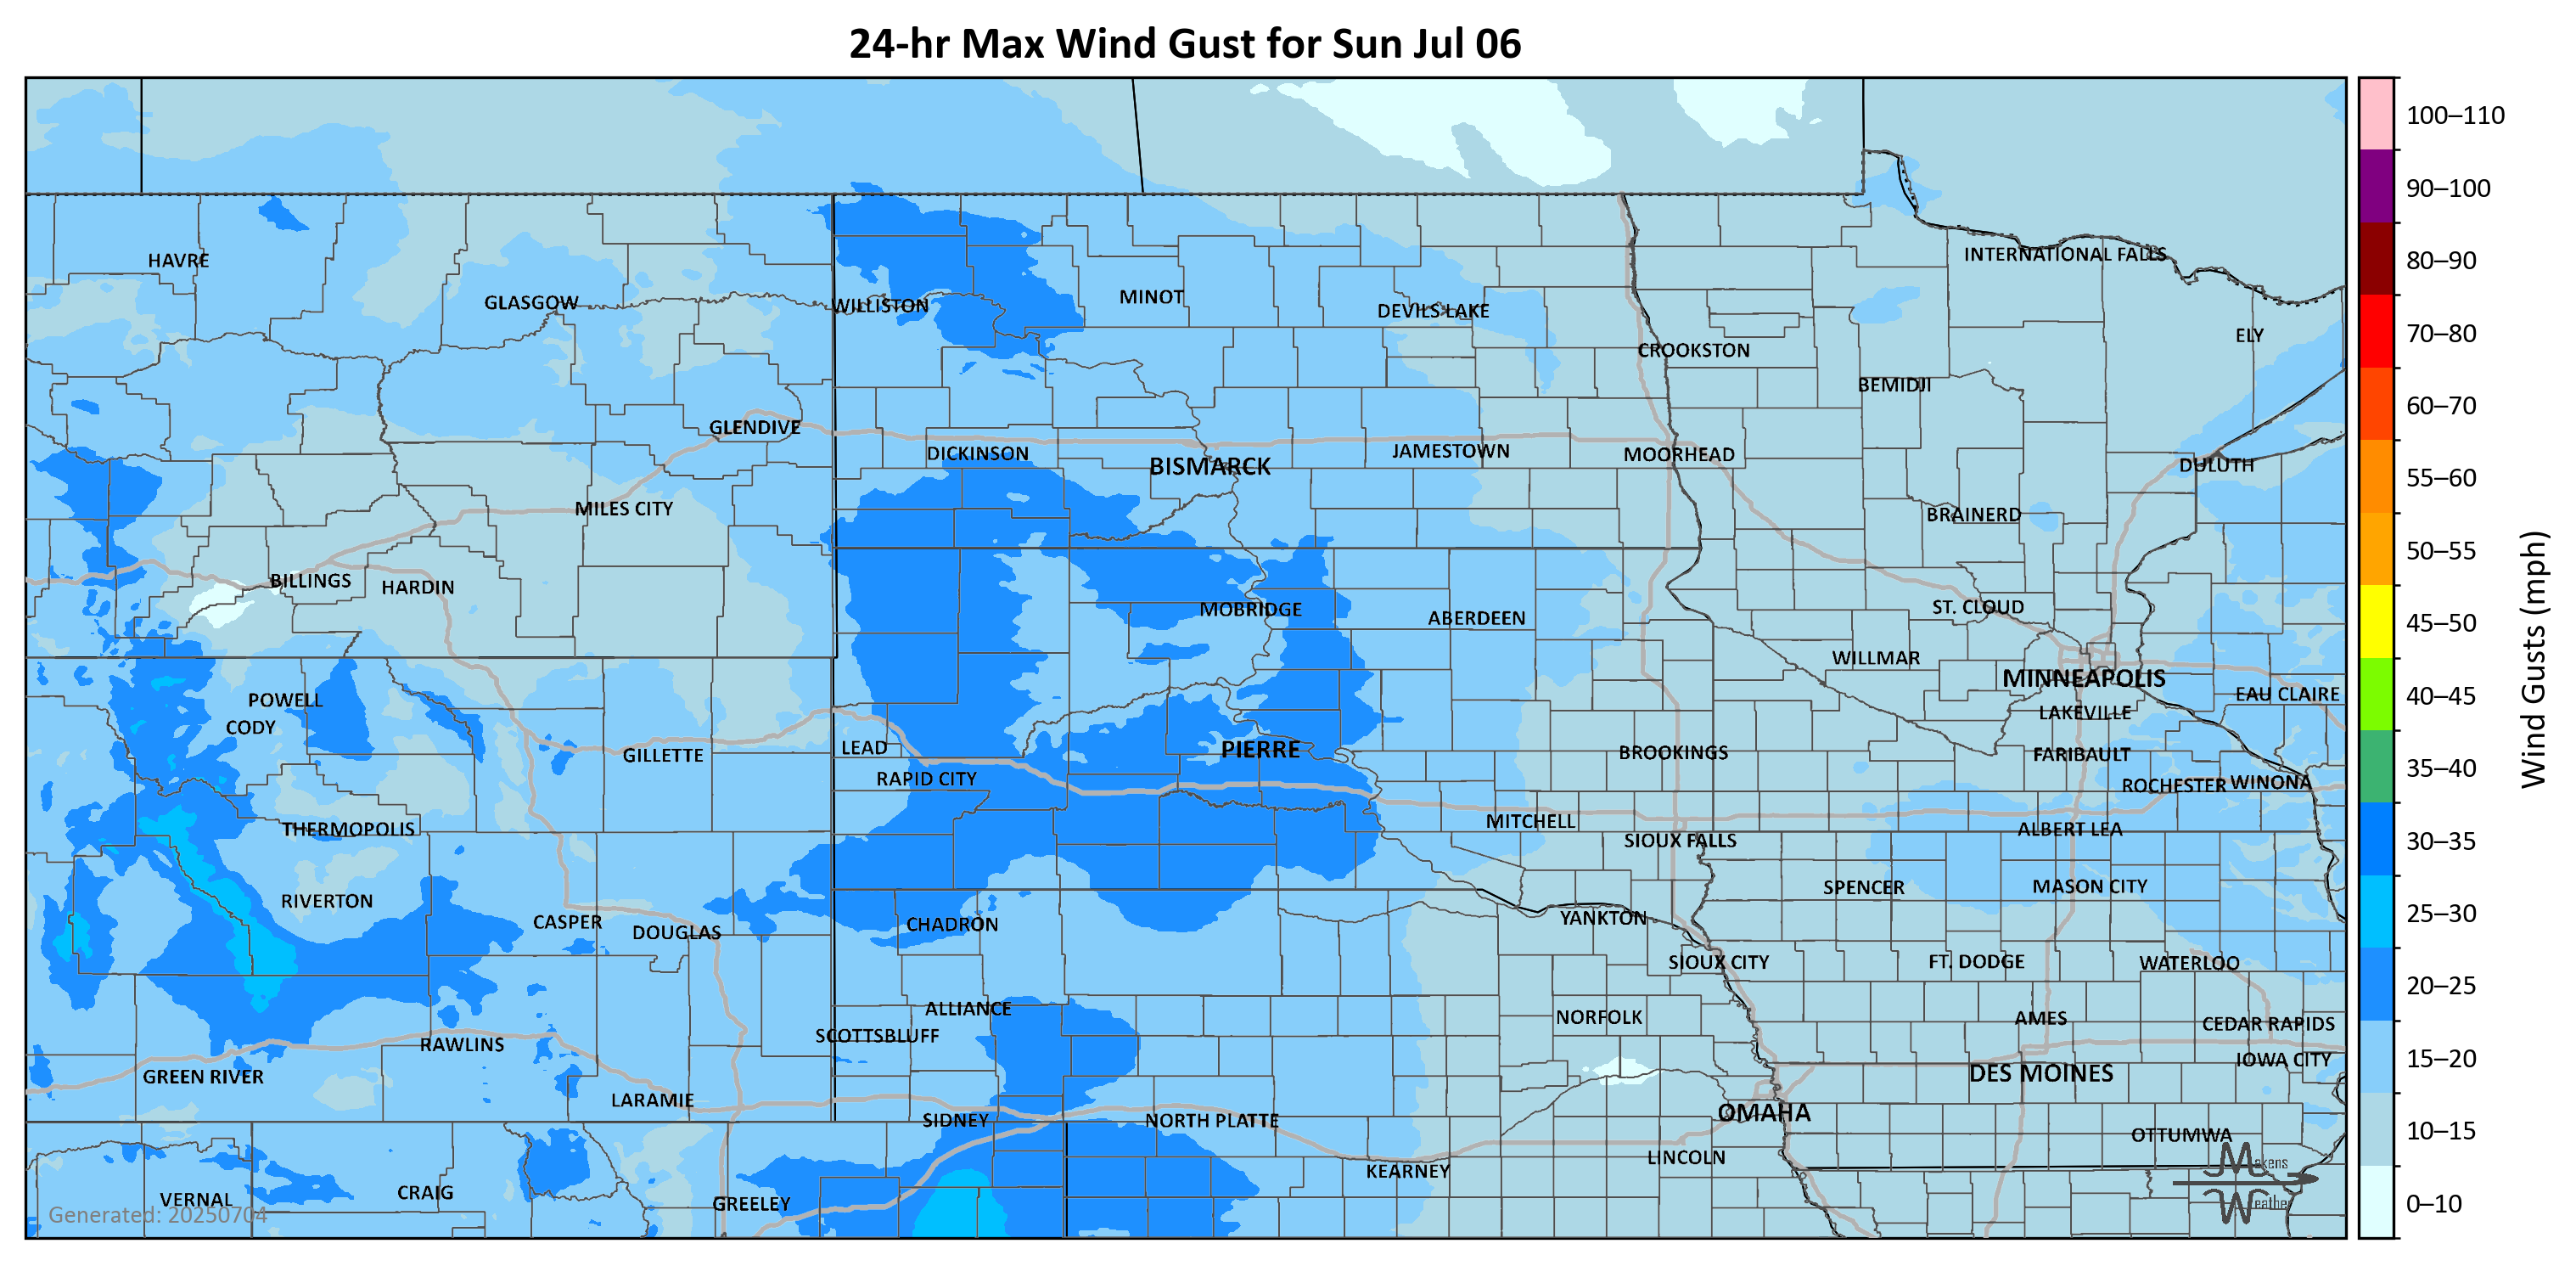 24-hr Max Wind Gust for Sun Jul 06
100–110
90–100
80–90
70–80
60–70
55–60
50–55
45–50
40–45
35–40
30–35
25–30
20–25
15–20
10–15
0–10
Wind Gusts (mph)
HAVRE
INTERNATIONAL FALLS
GLASGOW
WILLISTON
MINOT
DEVILS LAKE
ELY
CROOKSTON
BEMIDJI
GLENDIVE
DICKINSON
BISMARCK
JAMESTOWN
MOORHEAD
DULUTH
MILES CITY
BRAINERD
BILLINGS
HARDIN
MOBRIDGE
ABERDEEN
ST. CLOUD
WILLMAR
MINNEAPOLIS
POWELL
EAU CLAIRE
CODY
LAKEVILLE
GILLETTE
LEAD
PIERRE
BROOKINGS
FARIBAULT
RAPID CITY
ROCHESTER
WINONA
THERMOPOLIS
MITCHELL
SIOUX FALLS
ALBERT LEA
RIVERTON
SPENCER
MASON CITY
CASPER
DOUGLAS
CHADRON
YANKTON
SIOUX CITY
FT. DODGE
WATERLOO
ALLIANCE
SCOTTSBLUFF
NORFOLK
AMES
CEDAR RAPIDS
RAWLINS
IOWA CITY
GREEN RIVER
DES MOINES
LARAMIE
SIDNEY
NORTH PLATTE
OMAHA
OTTUMWA
KEARNEY
LINCOLN
VERNAL
CRAIG
GREELEY
Generated: 20250704
Makens
Weather